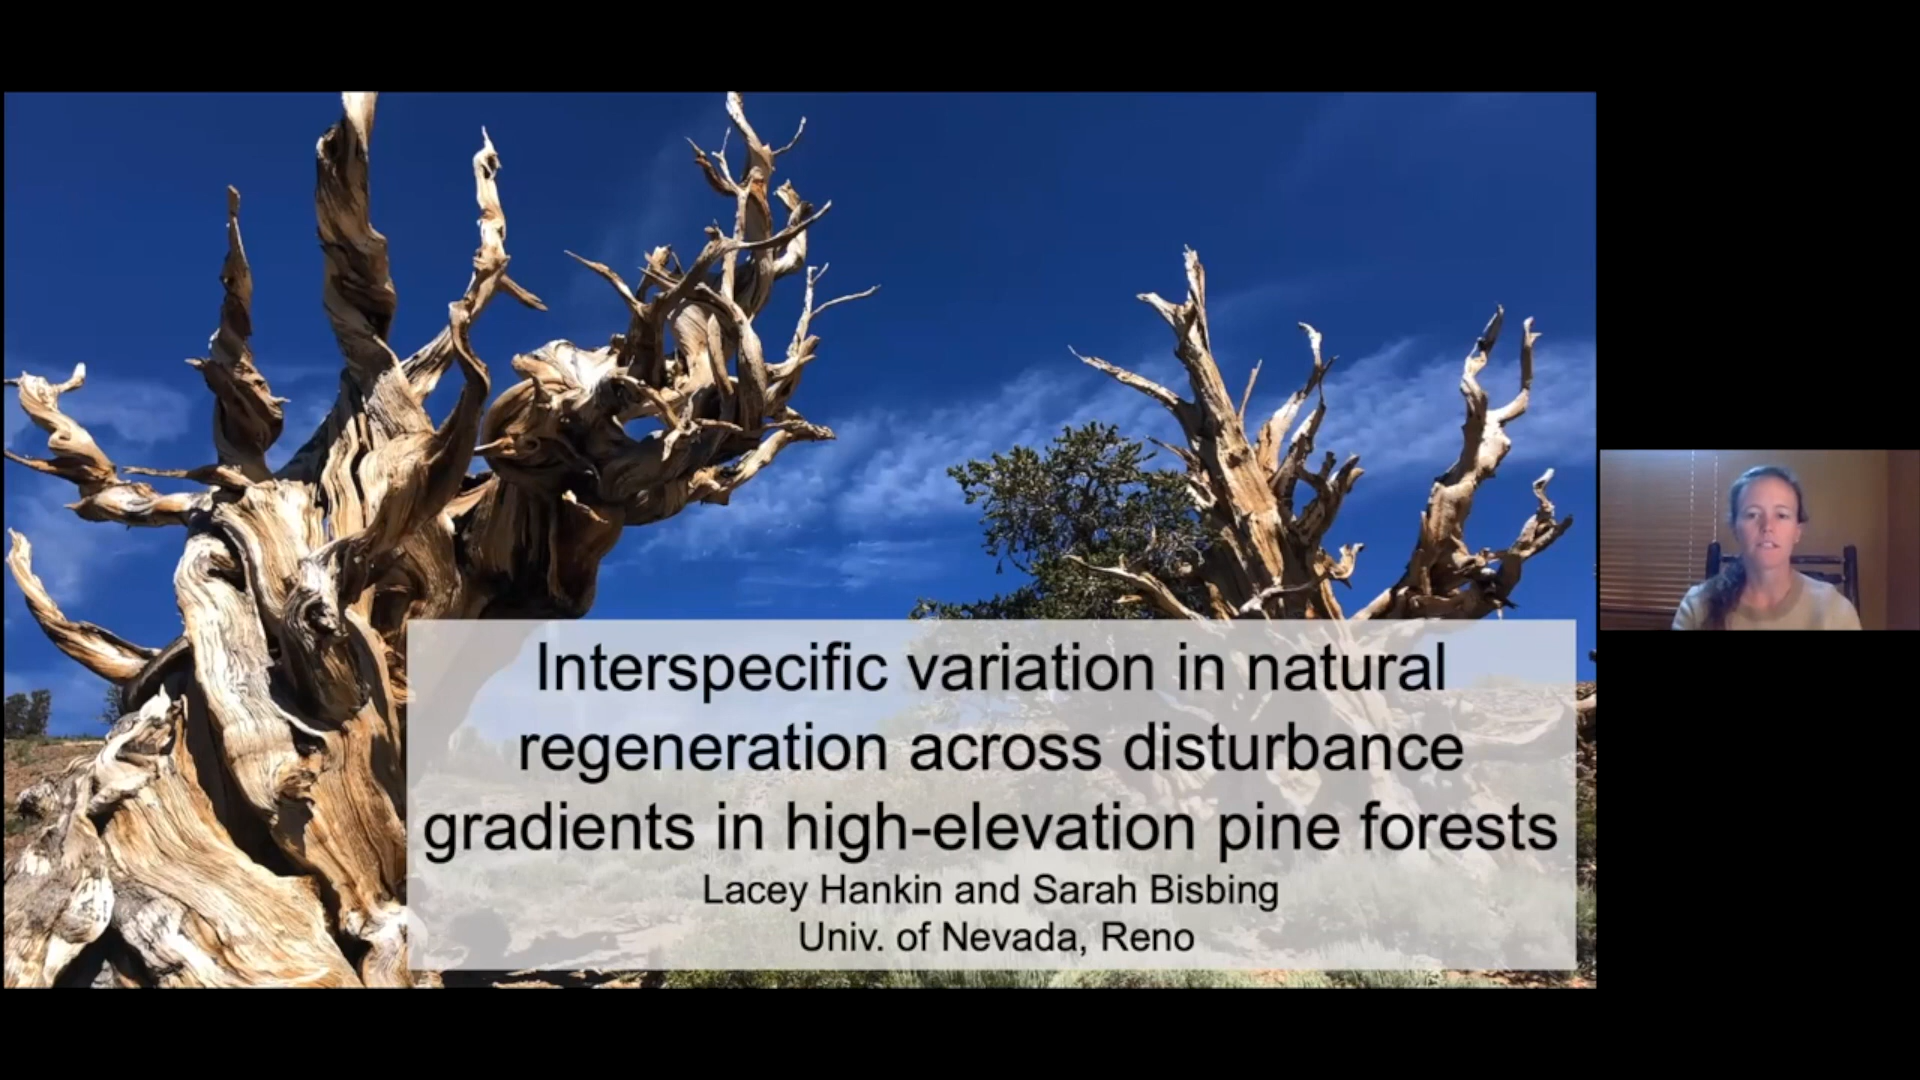 Interspecific variation in natural
regeneration across disturbance
gradients in high-elevation pine forests
Lacey Hankin and Sarah Bisbing
Univ. of Nevada, Reno